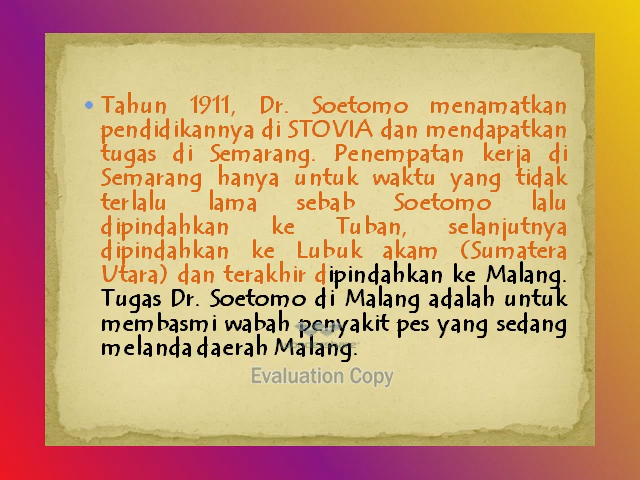 • Tahun 1911, Dr. Soetomo menamatkan
pendidikannya di STOVIA dan mendapatkan
tugas di Semarang. Penempatan kerja di
Semarang hanya untuk waktu yang tidak
terlalu lama sebab Soetomo lalu
dipindahkan ke Tuban, selanjutnya
dipindahkan ke Lubuk akam (Sumatera
Utara) dan terakhir dipindahkan ke Malang.
Tugas Dr. Soetomo di Malang adalah untuk
membasmi wabah penyakit pes yang sedang
melanda daerah Malang.
Evaluation Copy